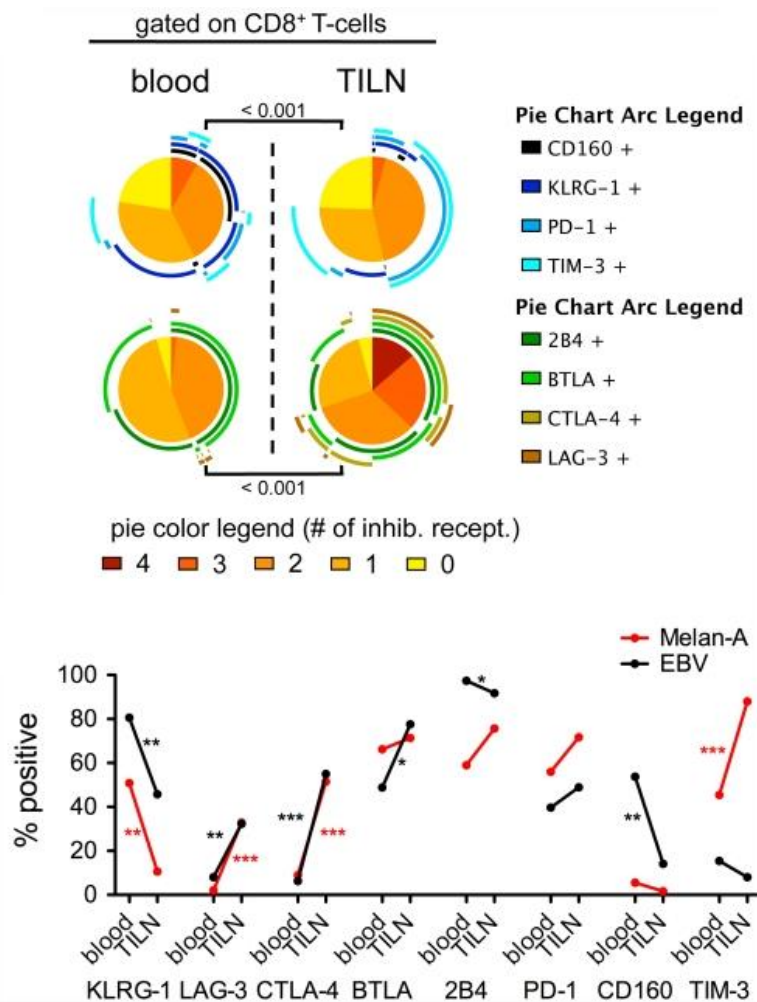 gated on CD8+ T-cells
blood TILN
< 0.001
Pie Chart Arc Legend
CD160 +
KLRG-1 +
PD-1 +
TIM-3 +
Pie Chart Arc Legend
2B4 +
BTLA +
CTLA-4 +
LAG-3 +
< 0.001
pie color legend (# of inhib. recept.)
4 3 2 1 0
Melan-A
EBV
% positive
100
80
60
40
20
0
** ** ** *** *** *** * * ** ***
blood TILN blood TILN blood TILN blood TILN blood TILN blood TILN blood TILN blood TILN
KLRG-1 LAG-3 CTLA-4 BTLA 2B4 PD-1 CD160 TIM-3